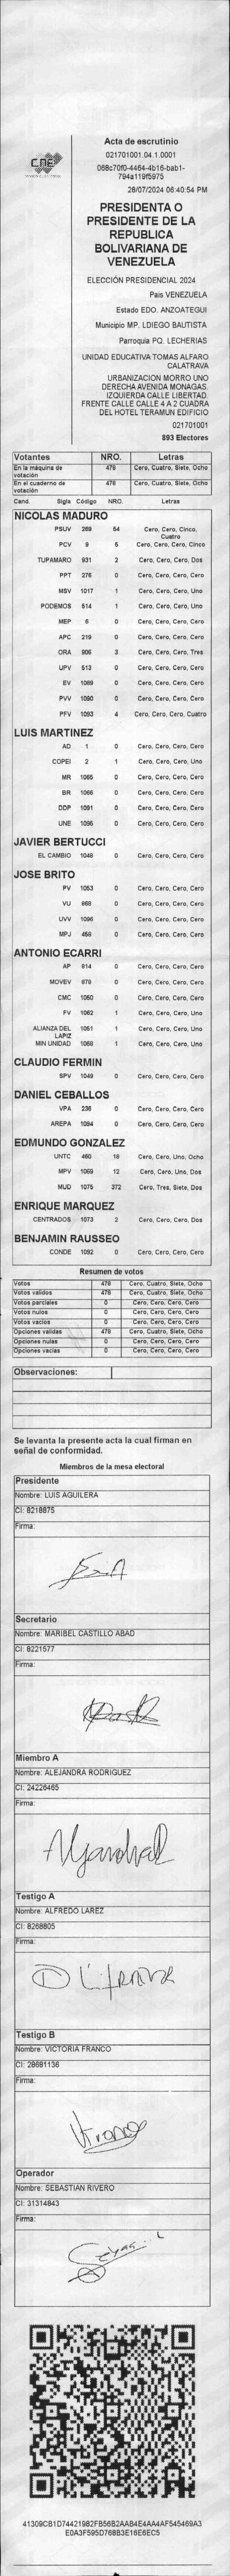 Acta de escrutinio
CNE
021701001.04.1.0001
068c70f0-4464-4b16-bab1-
794a119f5975
28/07/2024 06:40:54 PM
PRESIDENTA O
PRESIDENTE DE LA
REPUBLICA
BOLIVARIANA DE
VENEZUELA
ELECCIÓN PRESIDENCIAL 2024
Pais VENEZUELA
Estado EDO. ANZOATEGUI
Municipio MP. LDIEGO BAUTISTA
Parroquia PQ. LECHERIAS
UNIDAD EDUCATIVA TOMAS ALFARO
CALATRAVA
URBANIZACION MORRO UNO
DERECHA AVENIDA MONAGAS.
IZQUIERDA CALLE LIBERTAD.
FRENTE CALLE CALLE 4 A 2 CUADRA
DEL HOTEL TERAMUN EDIFICIO
021701001
893 Electores
Votantes NRO. Letras
En la máquina de votación 478 Cero, Cuatro, Siete, Ocho
En el cuaderno de votación 478 Cero, Cuatro, Siete, Ocho
Cand. Sigla Código NRO. Letras
NICOLAS MADURO
PSUV 269 54 Cero, Cero, Cinco, Cuatro
PCV 9 5 Cero, Cero, Cero, Cinco
TUPAMARO 931 2 Cero, Cero, Cero, Dos
PPT 276 0 Cero, Cero, Cero, Cero
MSV 1017 1 Cero, Cero, Cero, Uno
PODEMOS 514 1 Cero, Cero, Cero, Uno
MEP 6 0 Cero, Cero, Cero, Cero
APC 219 0 Cero, Cero, Cero, Cero
ORA 906 3 Cero, Cero, Cero, Tres
UPV 513 0 Cero, Cero, Cero, Cero
EV 1089 0 Cero, Cero, Cero, Cero
PVV 1090 0 Cero, Cero, Cero, Cero
PFV 1093 4 Cero, Cero, Cero, Cuatro
LUIS MARTINEZ
AD 1 0 Cero, Cero, Cero, Cero
COPEI 2 1 Cero, Cero, Cero, Uno
MR 1065 0 Cero, Cero, Cero, Cero
BR 1066 0 Cero, Cero, Cero, Cero
DDP 1091 0 Cero, Cero, Cero, Cero
UNE 1095 0 Cero, Cero, Cero, Cero
JAVIER BERTUCCI
EL CAMBIO 1048 0 Cero, Cero, Cero, Cero
JOSE BRITO
PV 1053 0 Cero, Cero, Cero, Cero
VU 868 0 Cero, Cero, Cero, Cero
UVV 1096 0 Cero, Cero, Cero, Cero
MPJ 458 0 Cero, Cero, Cero, Cero
ANTONIO ECARRI
AP 814 0 Cero, Cero, Cero, Cero
MOVEV 878 0 Cero, Cero, Cero, Cero
CMC 1050 0 Cero, Cero, Cero, Cero
FV 1062 1 Cero, Cero, Cero, Uno
ALIANZA DEL LAPIZ 1051 1 Cero, Cero, Cero, Uno
MIN UNIDAD 1068 1 Cero, Cero, Cero, Uno
CLAUDIO FERMIN
SPV 1049 0 Cero, Cero, Cero, Cero
DANIEL CEBALLOS
VPA 236 0 Cero, Cero, Cero, Cero
AREPA 1094 0 Cero, Cero, Cero, Cero
EDMUNDO GONZALEZ
UNTC 460 18 Cero, Cero, Uno, Ocho
MPV 1069 12 Cero, Cero, Uno, Dos
MUD 1075 372 Cero, Tres, Siete, Dos
ENRIQUE MARQUEZ
CENTRADOS 1073 2 Cero, Cero, Cero, Dos
BENJAMIN RAUSSEO
CONDE 1092 0 Cero, Cero, Cero, Cero
Resumen de votos
Votos 478 Cero, Cuatro, Siete, Ocho
Votos validos 478 Cero, Cuatro, Siete, Ocho
Votos parciales 0 Cero, Cero, Cero, Cero
Votos nulos 0 Cero, Cero, Cero, Cero
Votos vacios 0 Cero, Cero, Cero, Cero
Opciones validas 478 Cero, Cuatro, Siete, Ocho
Opciones nulas 0 Cero, Cero, Cero, Cero
Opciones vacias 0 Cero, Cero, Cero, Cero
Observaciones:
Se levanta la presente acta la cual firman en
señal de conformidad.
Miembros de la mesa electoral
Presidente
Nombre: LUIS AGUILERA
CI: 8218875
Firma:
Secretario
Nombre: MARIBEL CASTILLO ABAD
CI: 8221577
Firma:
Miembro A
Nombre: ALEJANDRA RODRIGUEZ
CI: 24226465
Firma:
Testigo A
Nombre: ALFREDO LAREZ
CI: 8268805
Firma:
Testigo B
Nombre: VICTORIA FRANCO
CI: 28681136
Firma:
Operador
Nombre: SEBASTIAN RIVERO
CI: 31314843
Firma:
41309CB1D74421982FB56B2AAB4E4AA4AF545469A3
E0A3F595D768B3E16E6EC5